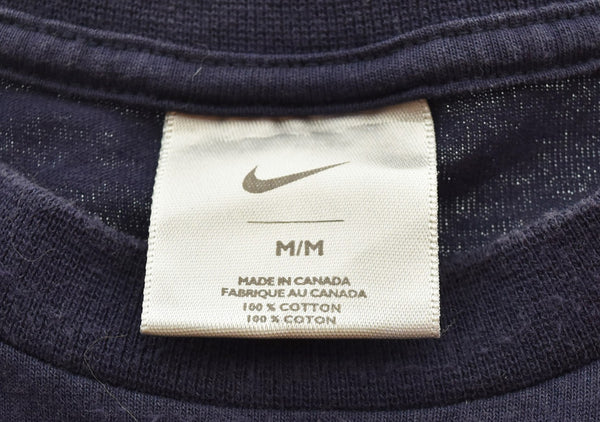 M/M
MADE IN CANADA
FABRIQUE AU CANADA
100 % COTTON
100 % COTON